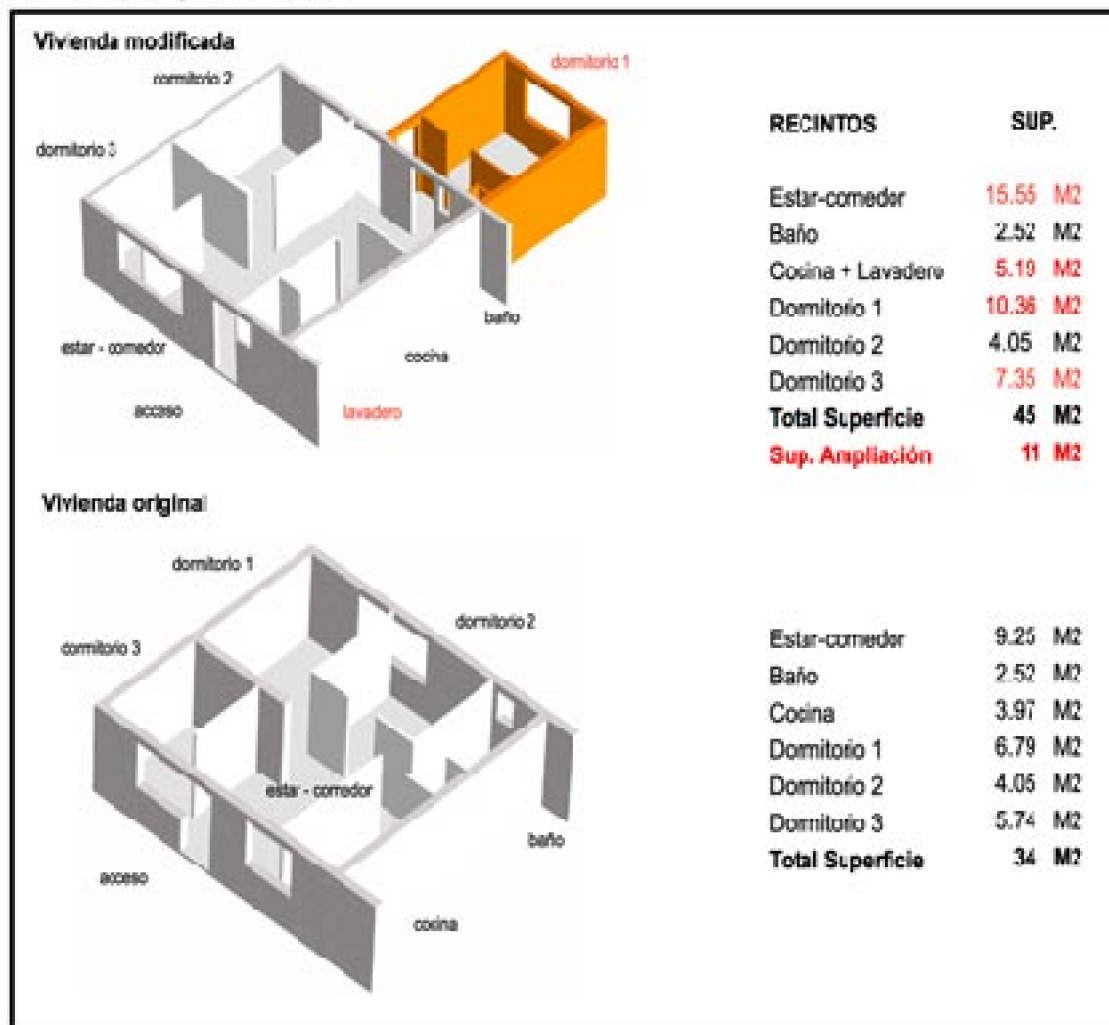 Vivienda modificada
dormitorio 1
dormitorio 2
dormitorio 3
baño
estar - comedor
cocina
acceso
lavadero
RECINTOS SUP.
Estar-comedor 15.55 M2
Baño 2.52 M2
Cocina + Lavadero 5.19 M2
Dormitorio 1 10.36 M2
Dormitorio 2 4.05 M2
Dormitorio 3 7.35 M2
Total Superficie 45 M2
Sup. Ampliación 11 M2
Vivienda original
dormitorio 1
dormitorio 2
dormitorio 3
estar - comedor
baño
acceso
cocina
Estar-comedor 9.25 M2
Baño 2.52 M2
Cocina 3.97 M2
Dormitorio 1 6.79 M2
Dormitorio 2 4.05 M2
Dormitorio 3 5.74 M2
Total Superficie 34 M2